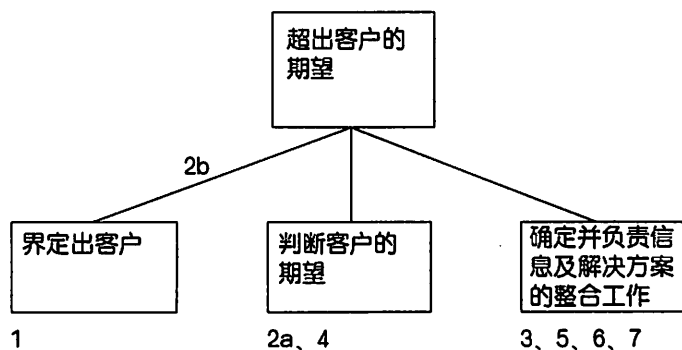 超出客户的
期望
2b
界定出客户
判断客户的
期望
确定并负责信
息及解决方案
的整合工作
1
2a、4
3、5、6、7